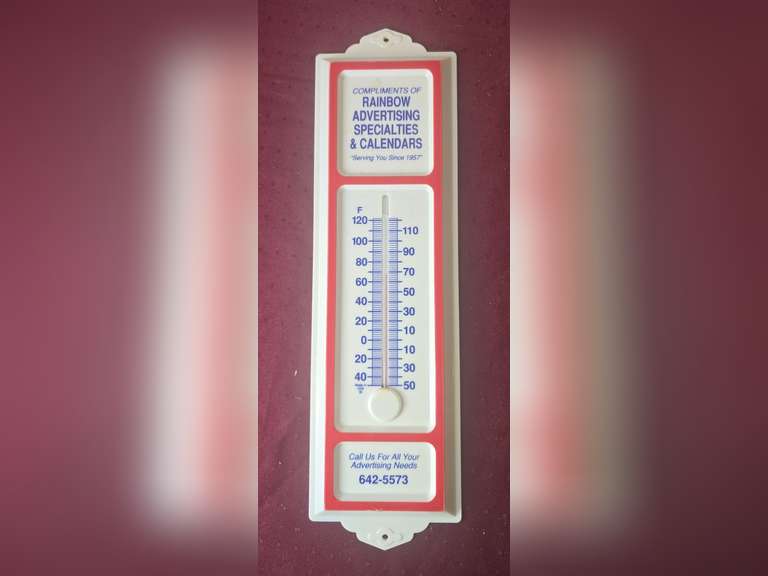 COMPLIMENTS OF
RAINBOW
ADVERTISING
SPECIALTIES
& CALENDARS
"Serving You Since 1957"
F
120
110
100
90
80
70
60
50
40
30
20
10
0
10
20
30
40
50
Call Us For All Your
Advertising Needs
642-5573